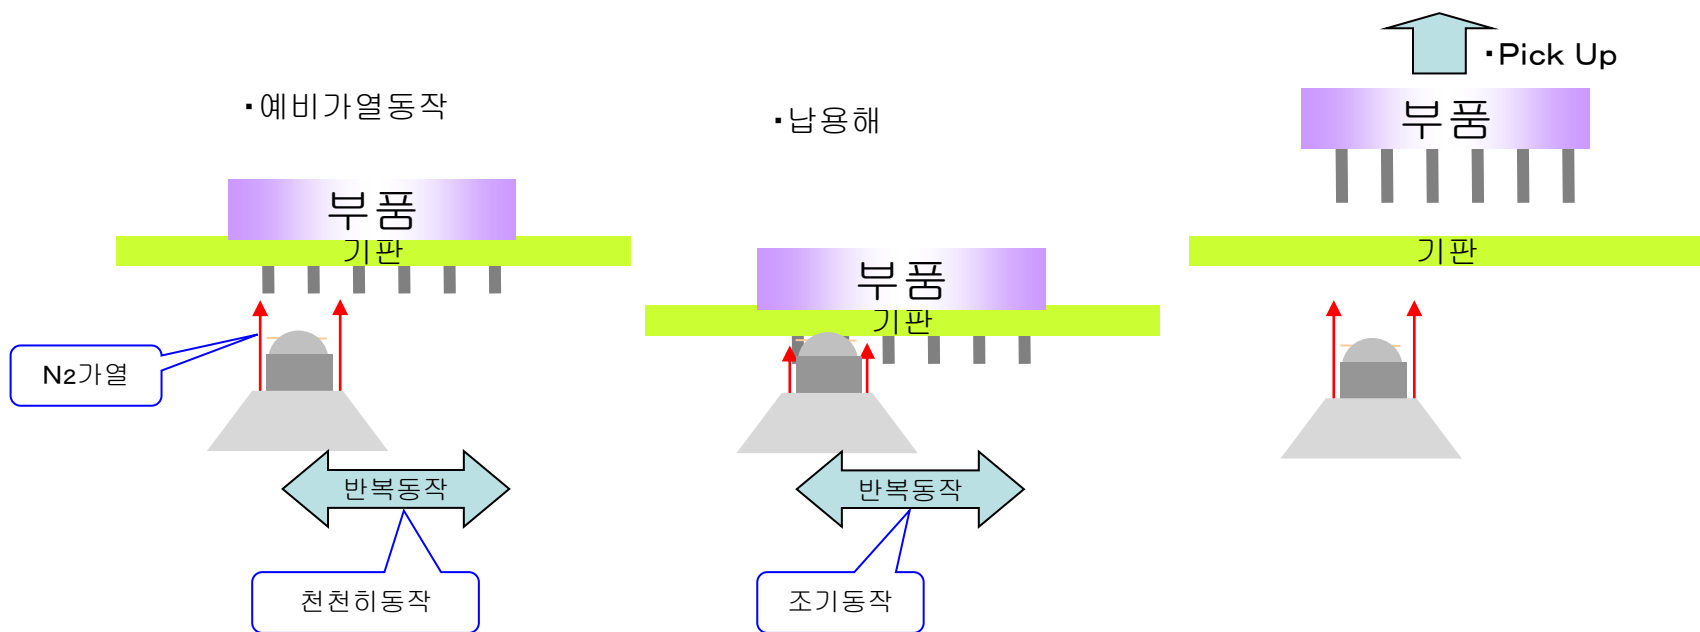 ・예비가열동작
부품
기판
N2가열
반복동작
천천히동작
・납용해
부품
기판
반복동작
조기동작
・Pick Up
부품
기판